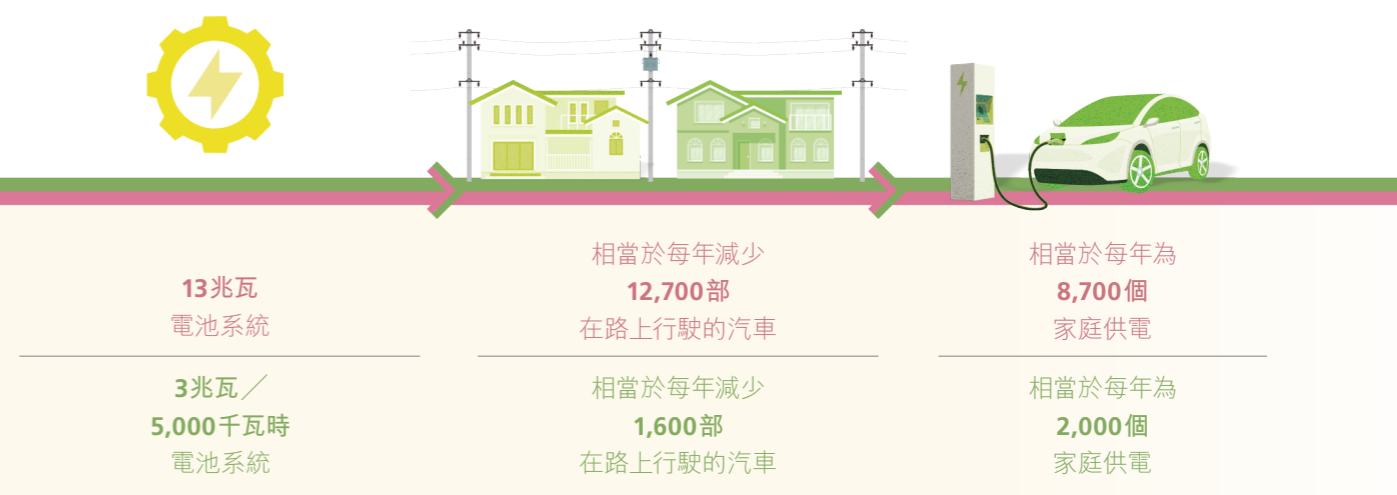 13兆瓦
電池系統
相當於每年減少
12,700部
在路上行駛的汽車
相當於每年為
8,700個
家庭供電
3兆瓦／
5,000千瓦時
電池系統
相當於每年減少
1,600部
在路上行駛的汽車
相當於每年為
2,000個
家庭供電